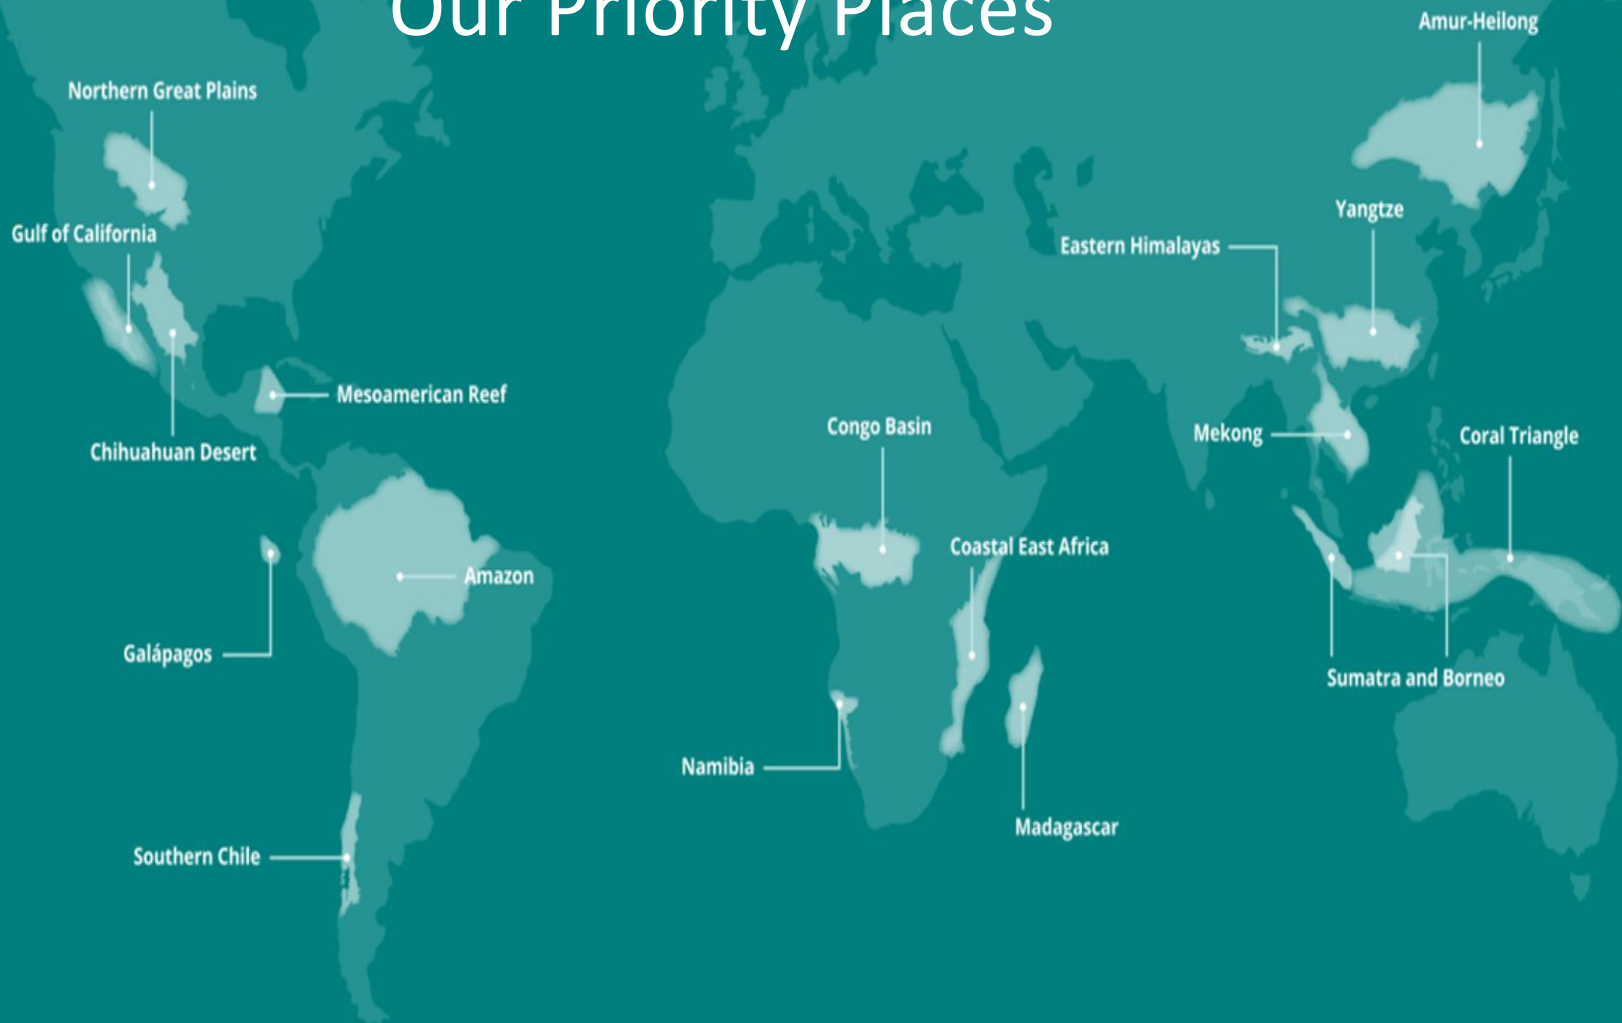 Our Priority Places
Amur-Heilong
Northern Great Plains
Yangtze
Gulf of California
Eastern Himalayas
Mesoamerican Reef
Congo Basin
Mekong
Coral Triangle
Chihuahuan Desert
Coastal East Africa
Amazon
Galápagos
Sumatra and Borneo
Namibia
Madagascar
Southern Chile